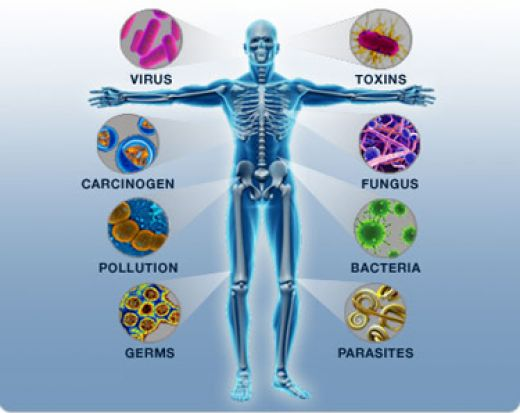 VIRUS
TOXINS
CARCINOGEN
FUNGUS
POLLUTION
BACTERIA
GERMS
PARASITES